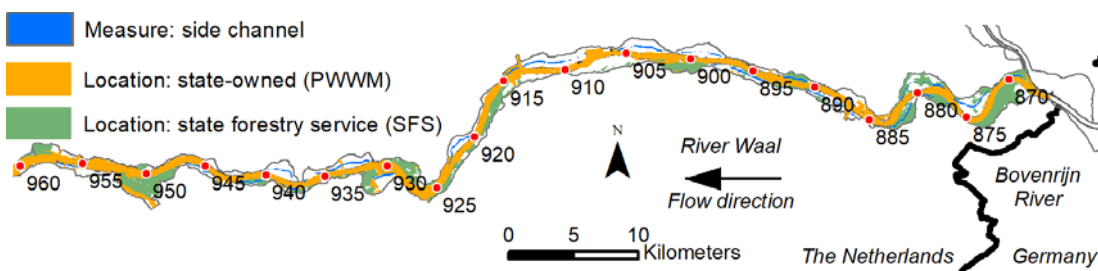 Measure: side channel
Location: state-owned (PWWM)
Location: state forestry service (SFS)
960
955
950
945
940
935
930
925
920
915
910
905
900
895
890
885
880
875
870
N
River Waal
Flow direction
0 5 10
Kilometers
Bovenrijn
River
The Netherlands
Germany